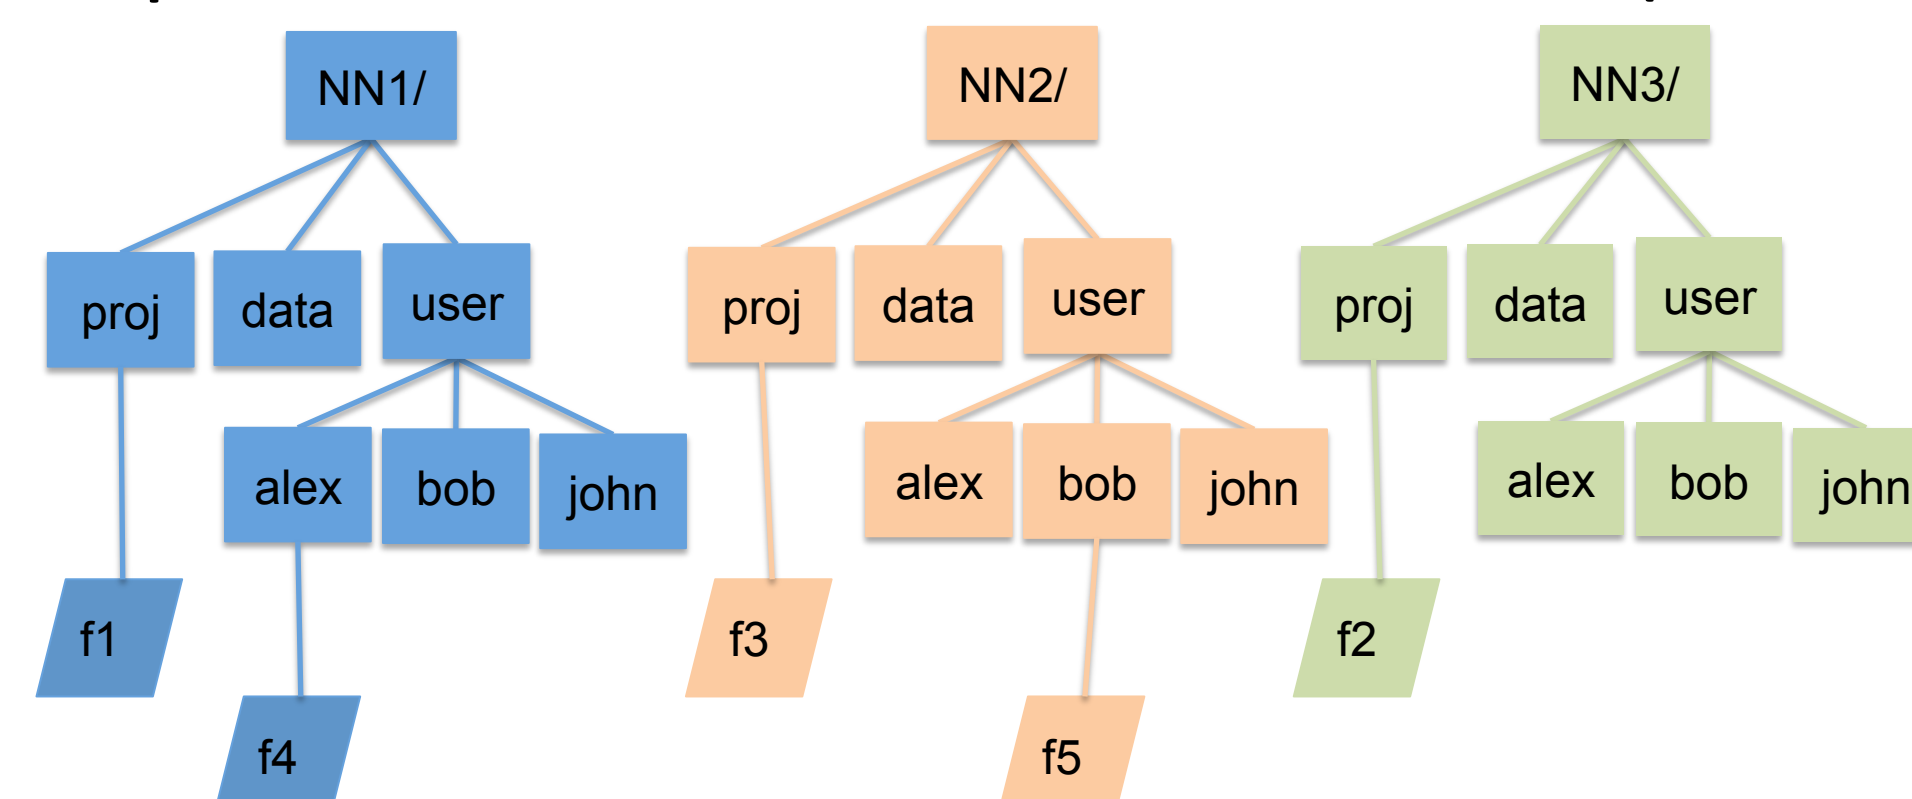 NN1/
NN2/
NN3/
proj
data
user
proj
data
user
proj
data
user
alex
bob
john
alex
bob
john
alex
bob
john
f1
f3
f2
f4
f5